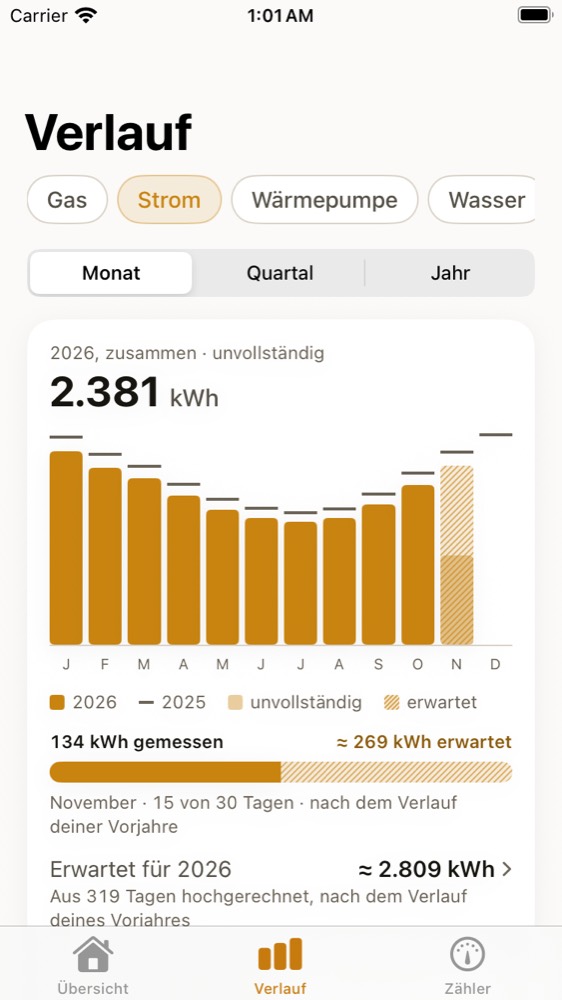 Carrier 1:01 AM
Verlauf
Gas Strom Wärmepumpe Wasser
Monat Quartal Jahr
2026, zusammen · unvollständig
2.381 kWh
J F M A M J J A S O N D
2026 2025 unvollständig erwartet
134 kWh gemessen ≈ 269 kWh erwartet
November · 15 von 30 Tagen · nach dem Verlauf
deiner Vorjahre
Erwartet für 2026 ≈ 2.809 kWh
Aus 319 Tagen hochgerechnet, nach dem Verlauf
deines Vorjahres
Übersicht Verlauf Zähler